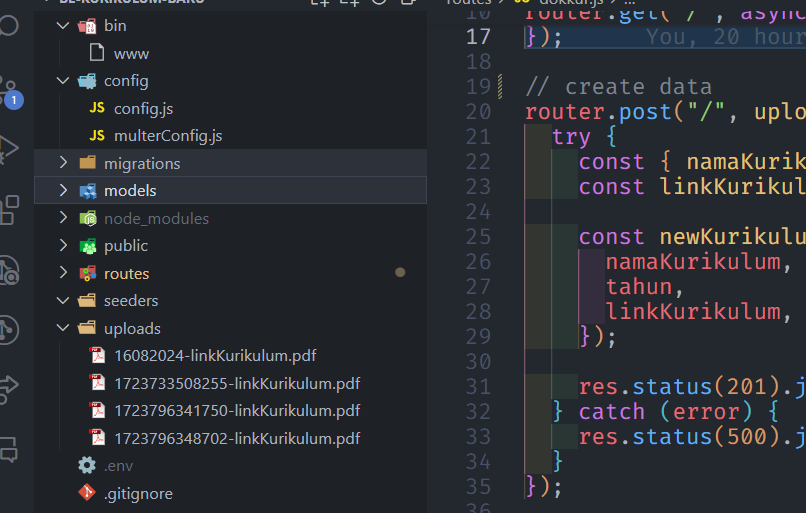 BE-KURIKULUM-BARU
bin
www
config
JS config.js
JS multerConfig.js
migrations
models
node_modules
public
routes
seeders
uploads
16082024-linkKurikulum.pdf
1723733508255-linkKurikulum.pdf
1723796341750-linkKurikulum.pdf
1723796348702-linkKurikulum.pdf
.env
.gitignore
1
routes > dokkur.js > ...
16 router.get("/", async
17 }); You, 20 hour
18
19 // create data
20 router.post("/", uplo
21 try {
22 const { namaKurik
23 const linkKurikul
24
25 const newKurikulu
26 namaKurikulum,
27 tahun,
28 linkKurikulum,
29 });
30
31 res.status(201).j
32 } catch (error) {
33 res.status(500).j
34 }
35 });